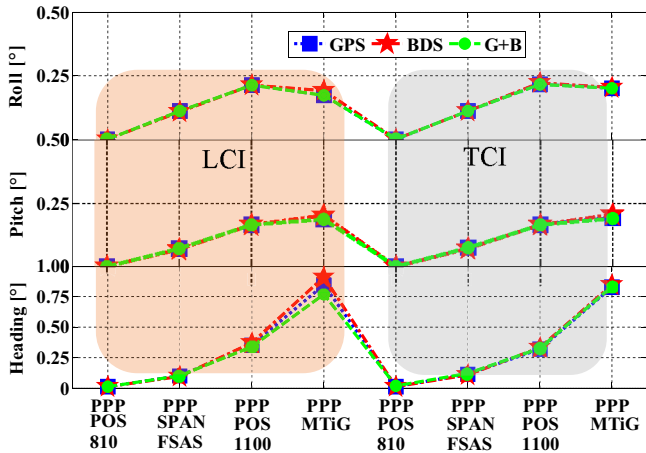 0.50
GPS BDS G+B
Roll [°]
0.25
0.50
LCI TCI
Pitch [°]
0.25
1.00
Heading [°]
0.75
0.50
0.25
0
PPP PPP PPP PPP PPP PPP PPP PPP
POS SPAN POS MTiG POS SPAN POS MTiG
810 FSAS 1100 810 FSAS 1100